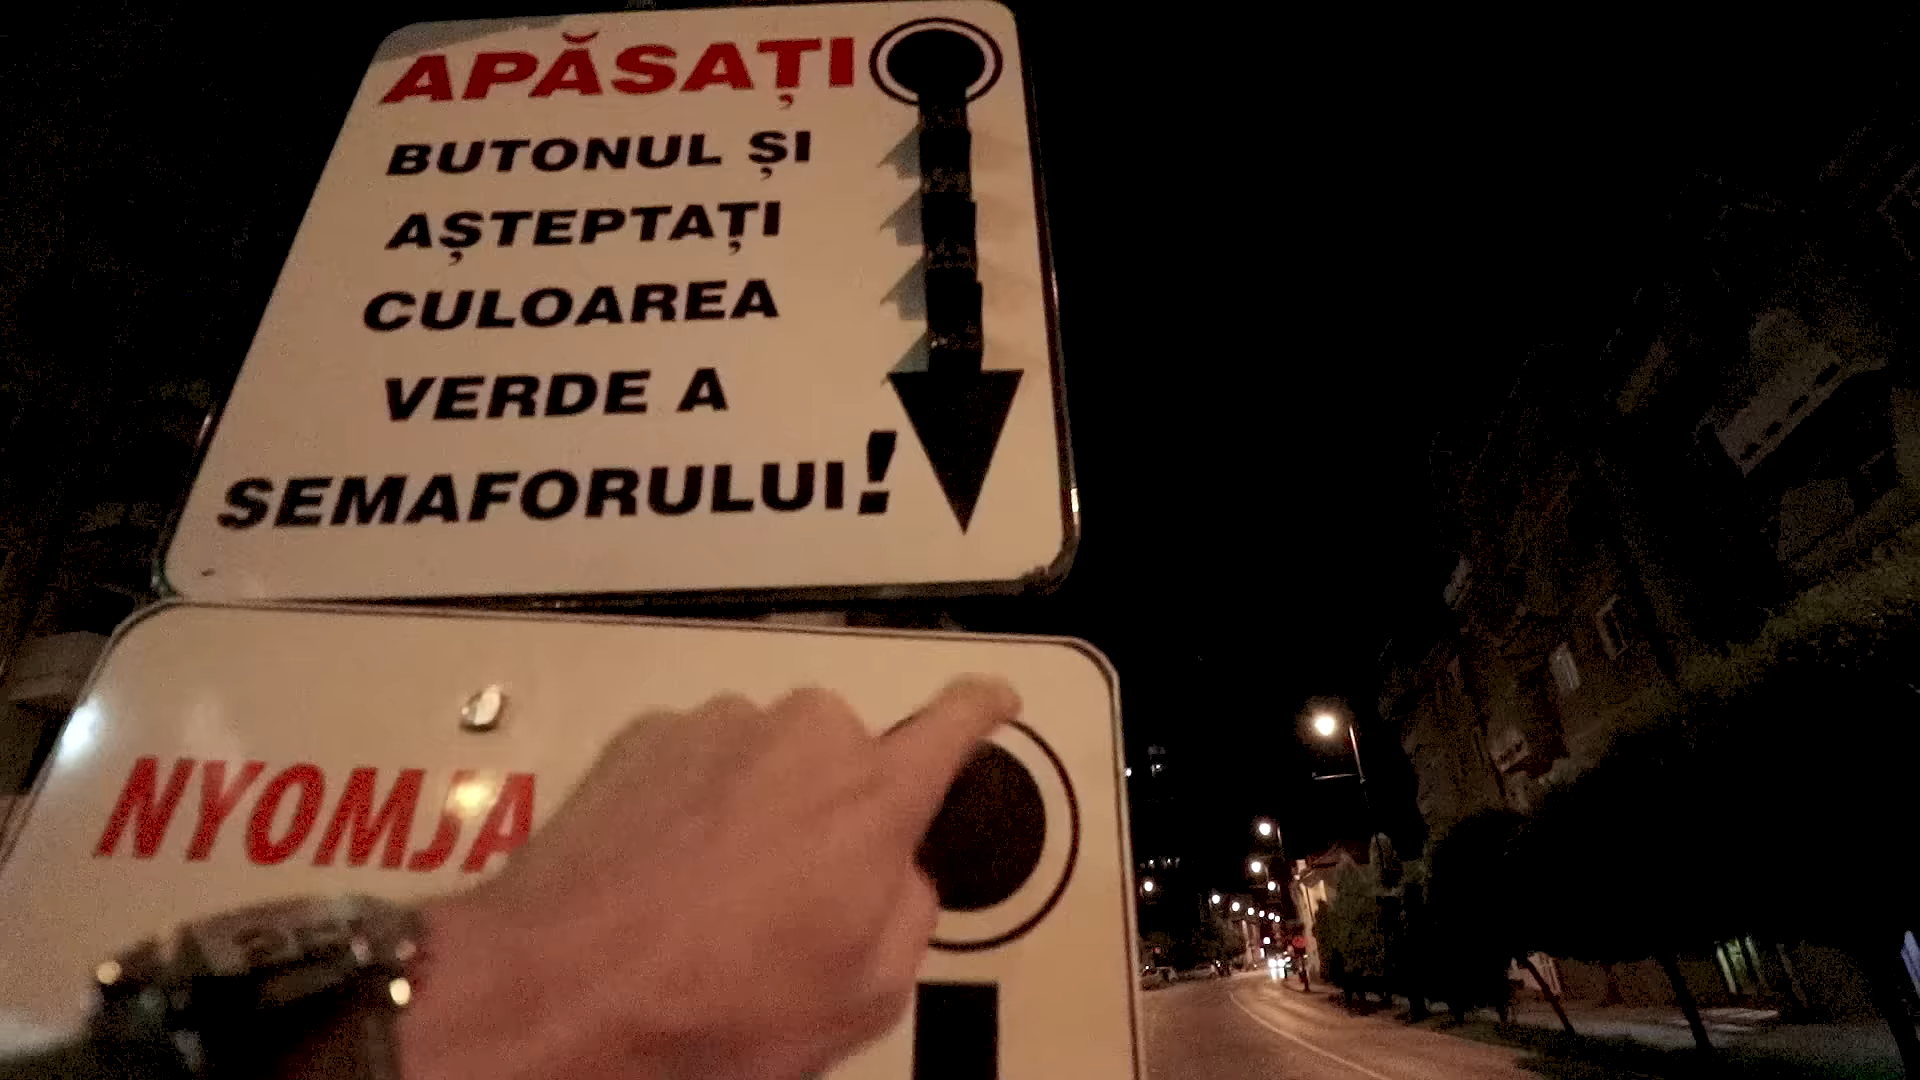 APĂSAȚI
BUTONUL ȘI
AȘTEPTAȚI
CULOAREA
VERDE A
SEMAFORULUI!
NYOMJA